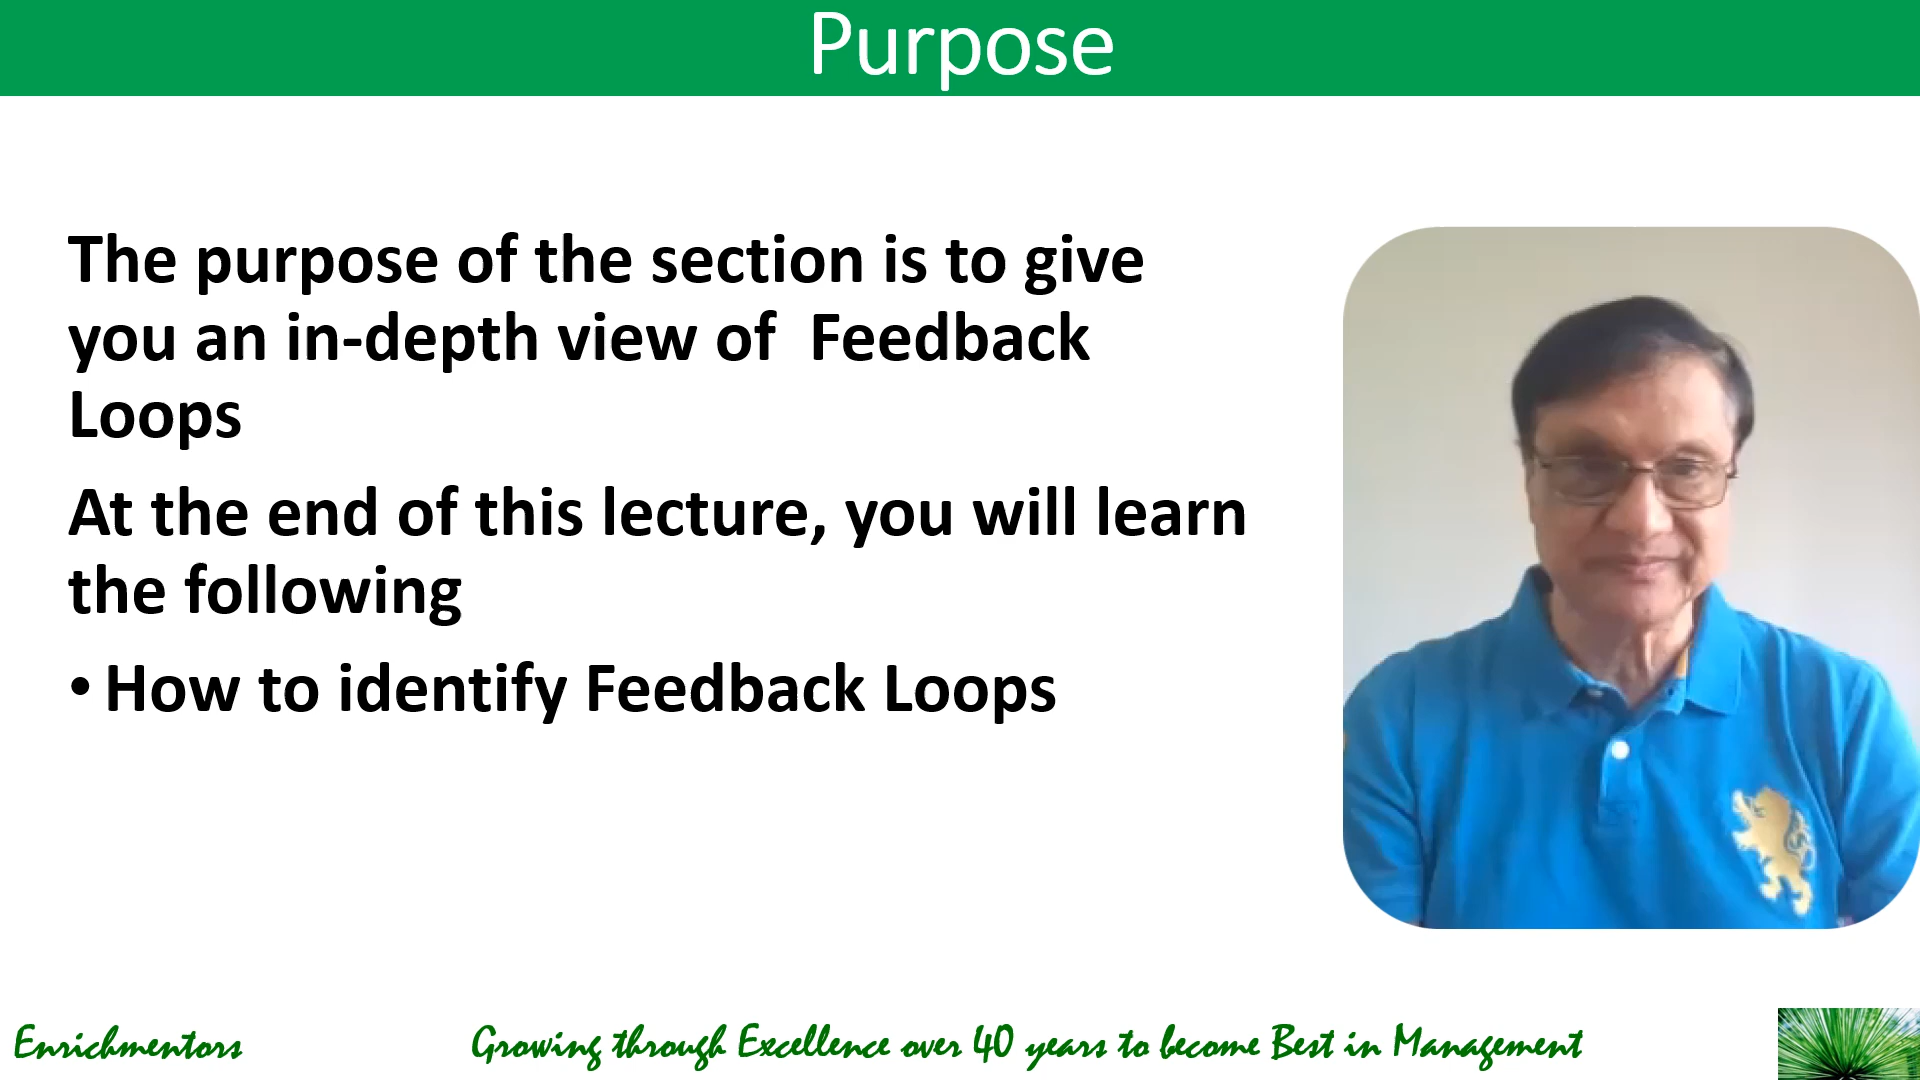 Purpose
The purpose of the section is to give
you an in-depth view of  Feedback
Loops
At the end of this lecture, you will learn
the following
• How to identify Feedback Loops
Enrichmentors
Growing through Excellence over 40 years to become Best in Management